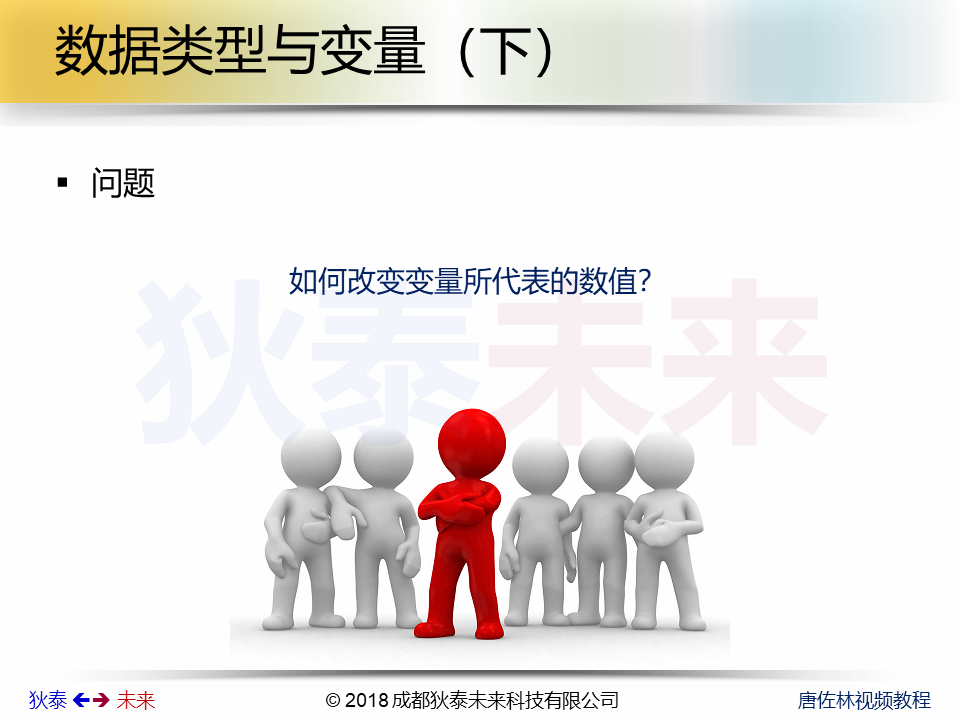 数据类型与变量（下）
▪ 问题
如何改变变量所代表的数值?
狄泰未来
狄泰 🡸🡺 未来
© 2018 成都狄泰未来科技有限公司
唐佐林视频教程